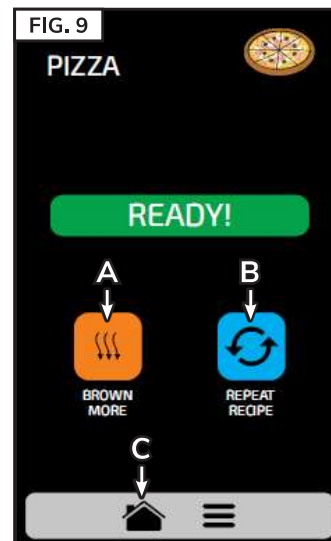 FIG. 9
PIZZA
READY!
A
B
BROWN
MORE
REPEAT
RECIPE
C